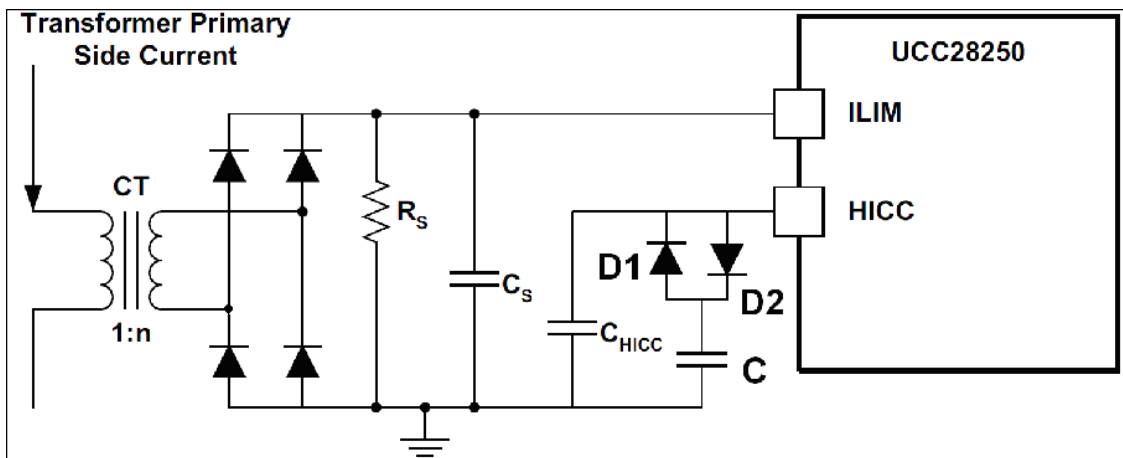 Transformer Primary
Side Current
UCC28250
ILIM
CT
HICC
R_S
D1
D2
C_S
1:n
C_HICC
C